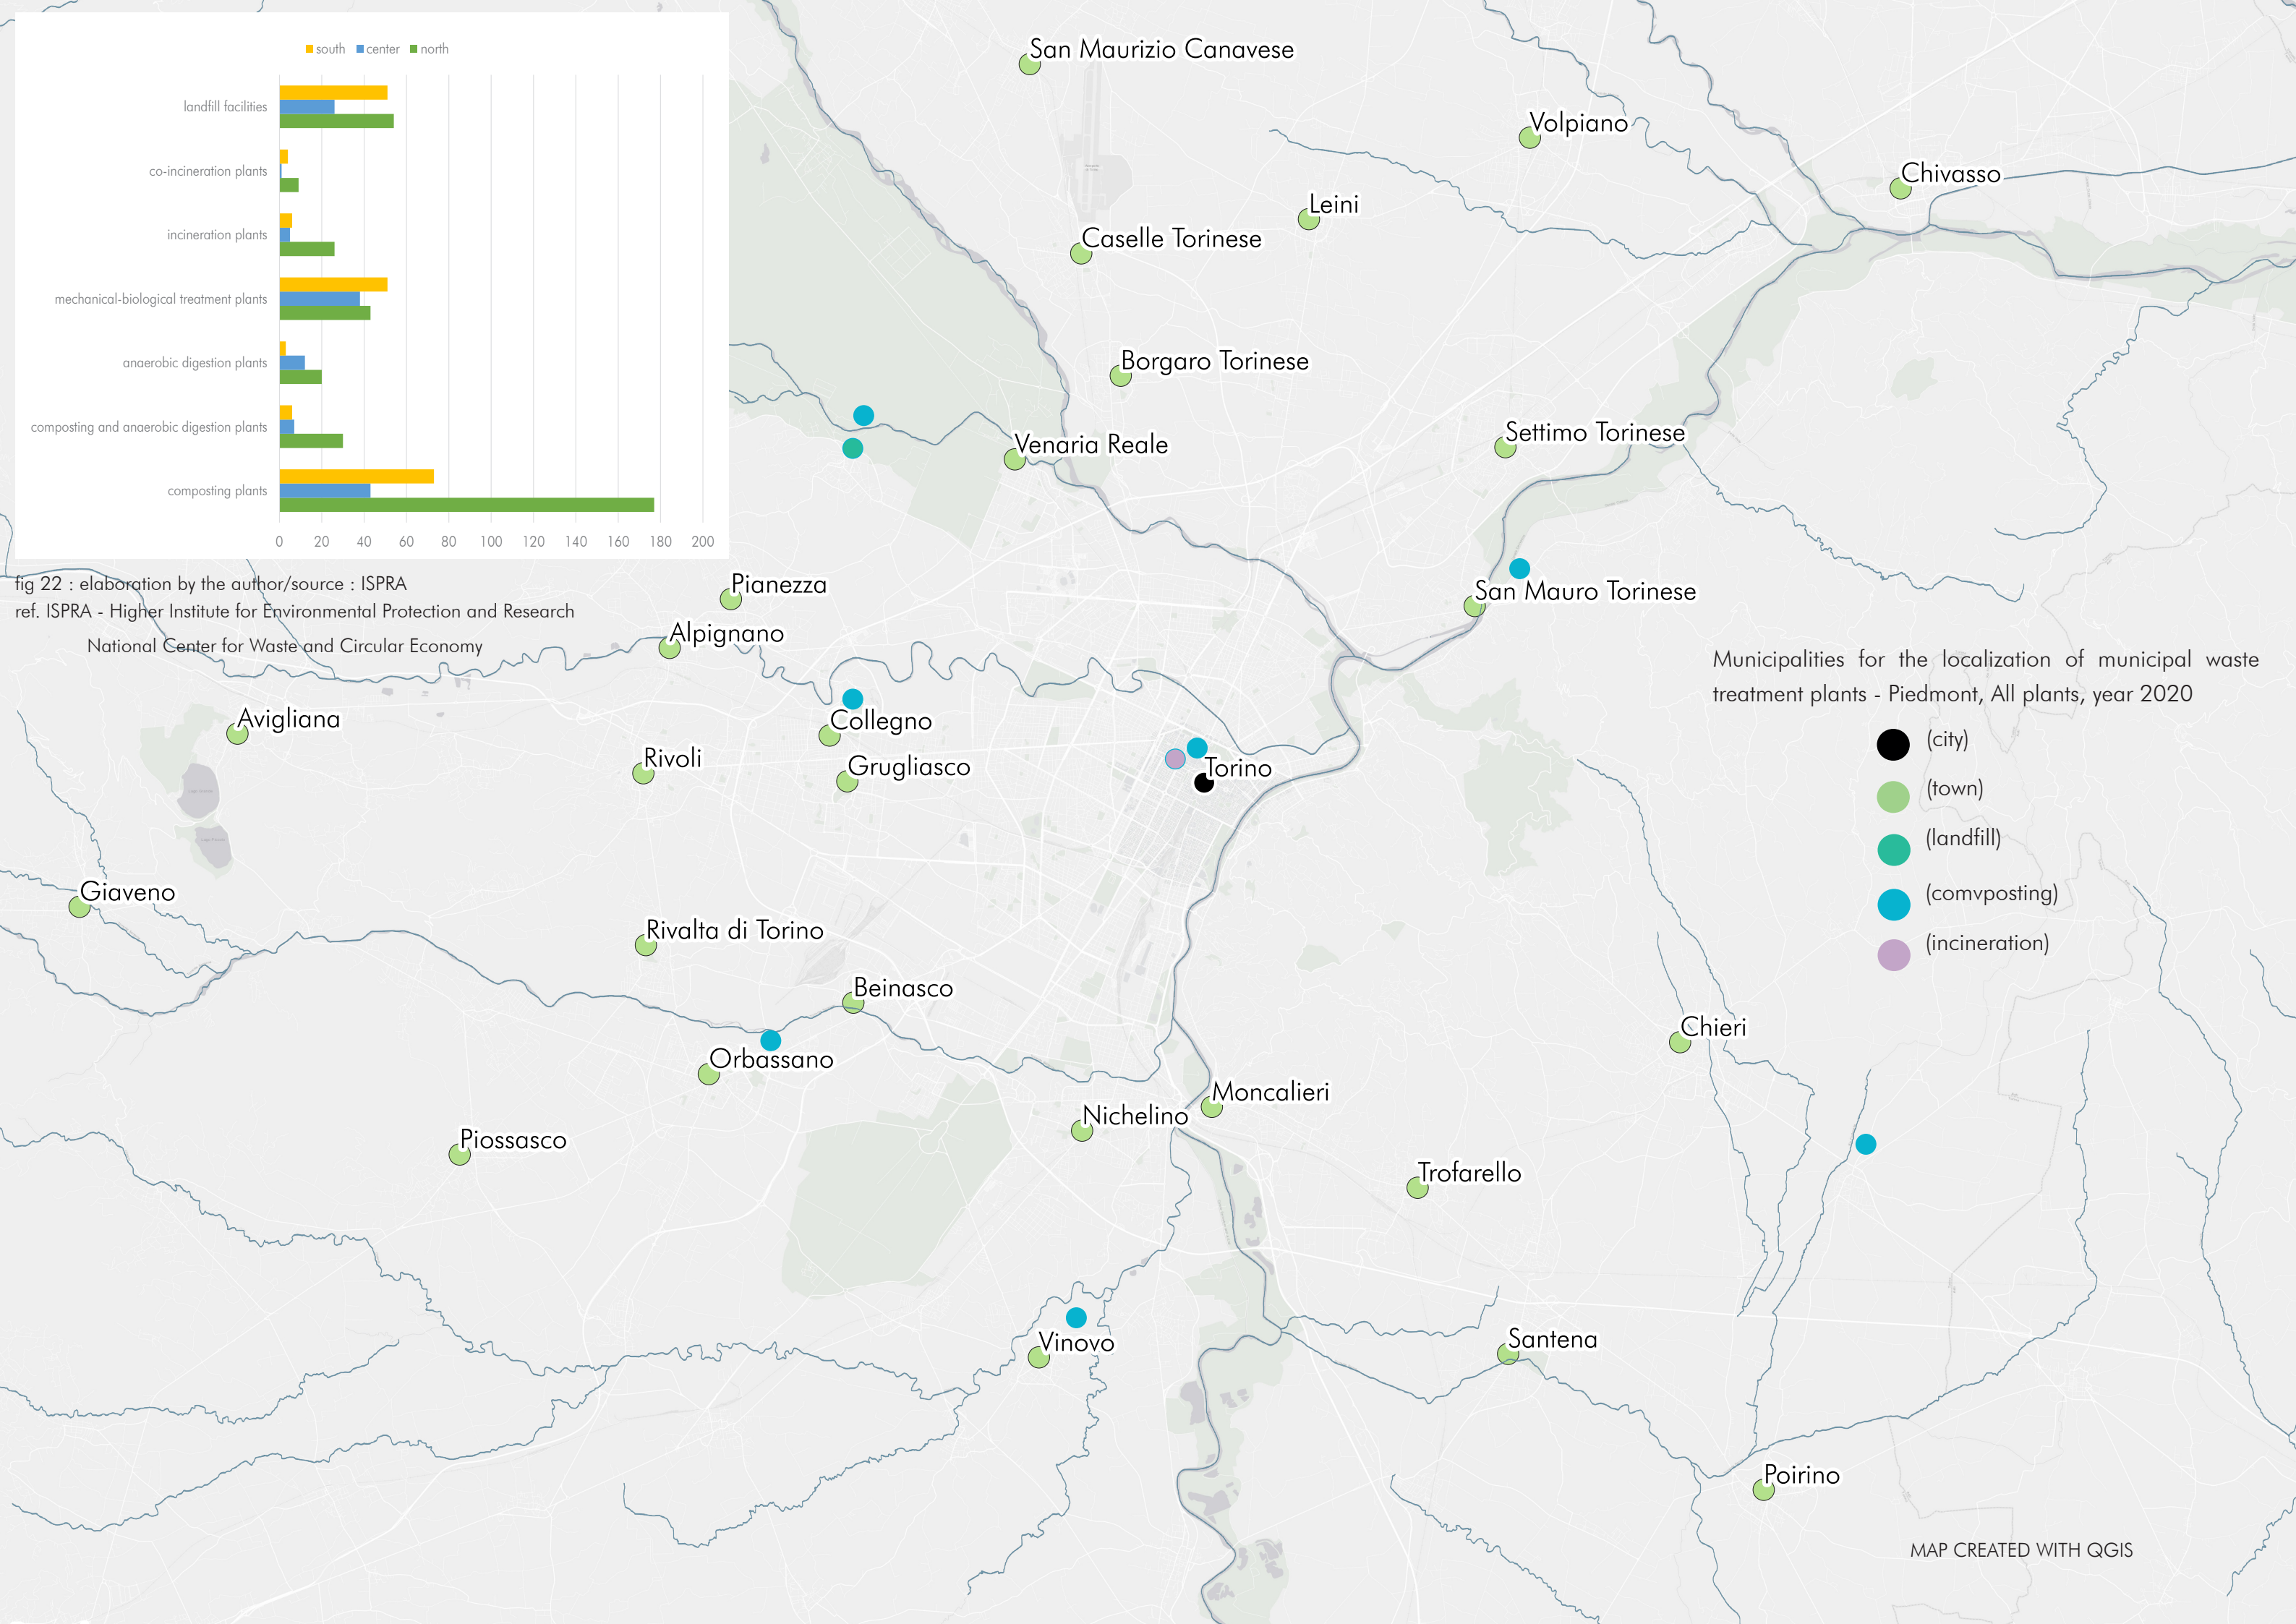 south center north
landfill facilities
co-incineration plants
incineration plants
mechanical-biological treatment plants
anaerobic digestion plants
composting and anaerobic digestion plants
composting plants
0 20 40 60 80 100 120 140 160 180 200
fig 22 : elaboration by the author/source : ISPRA
ref. ISPRA - Higher Institute for Environmental Protection and Research
National Center for Waste and Circular Economy
San Maurizio Canavese
Volpiano
Chivasso
Leini
Caselle Torinese
Borgaro Torinese
Settimo Torinese
Venaria Reale
Pianezza
San Mauro Torinese
Alpignano
Avigliana
Collegno
Rivoli
Grugliasco
Torino
Giaveno
Rivalta di Torino
Beinasco
Chieri
Orbassano
Moncalieri
Nichelino
Piossasco
Trofarello
Santena
Vinovo
Poirino
Municipalities for the localization of municipal waste
treatment plants - Piedmont, All plants, year 2020
(city)
(town)
(landfill)
(comvposting)
(incineration)
MAP CREATED WITH QGIS